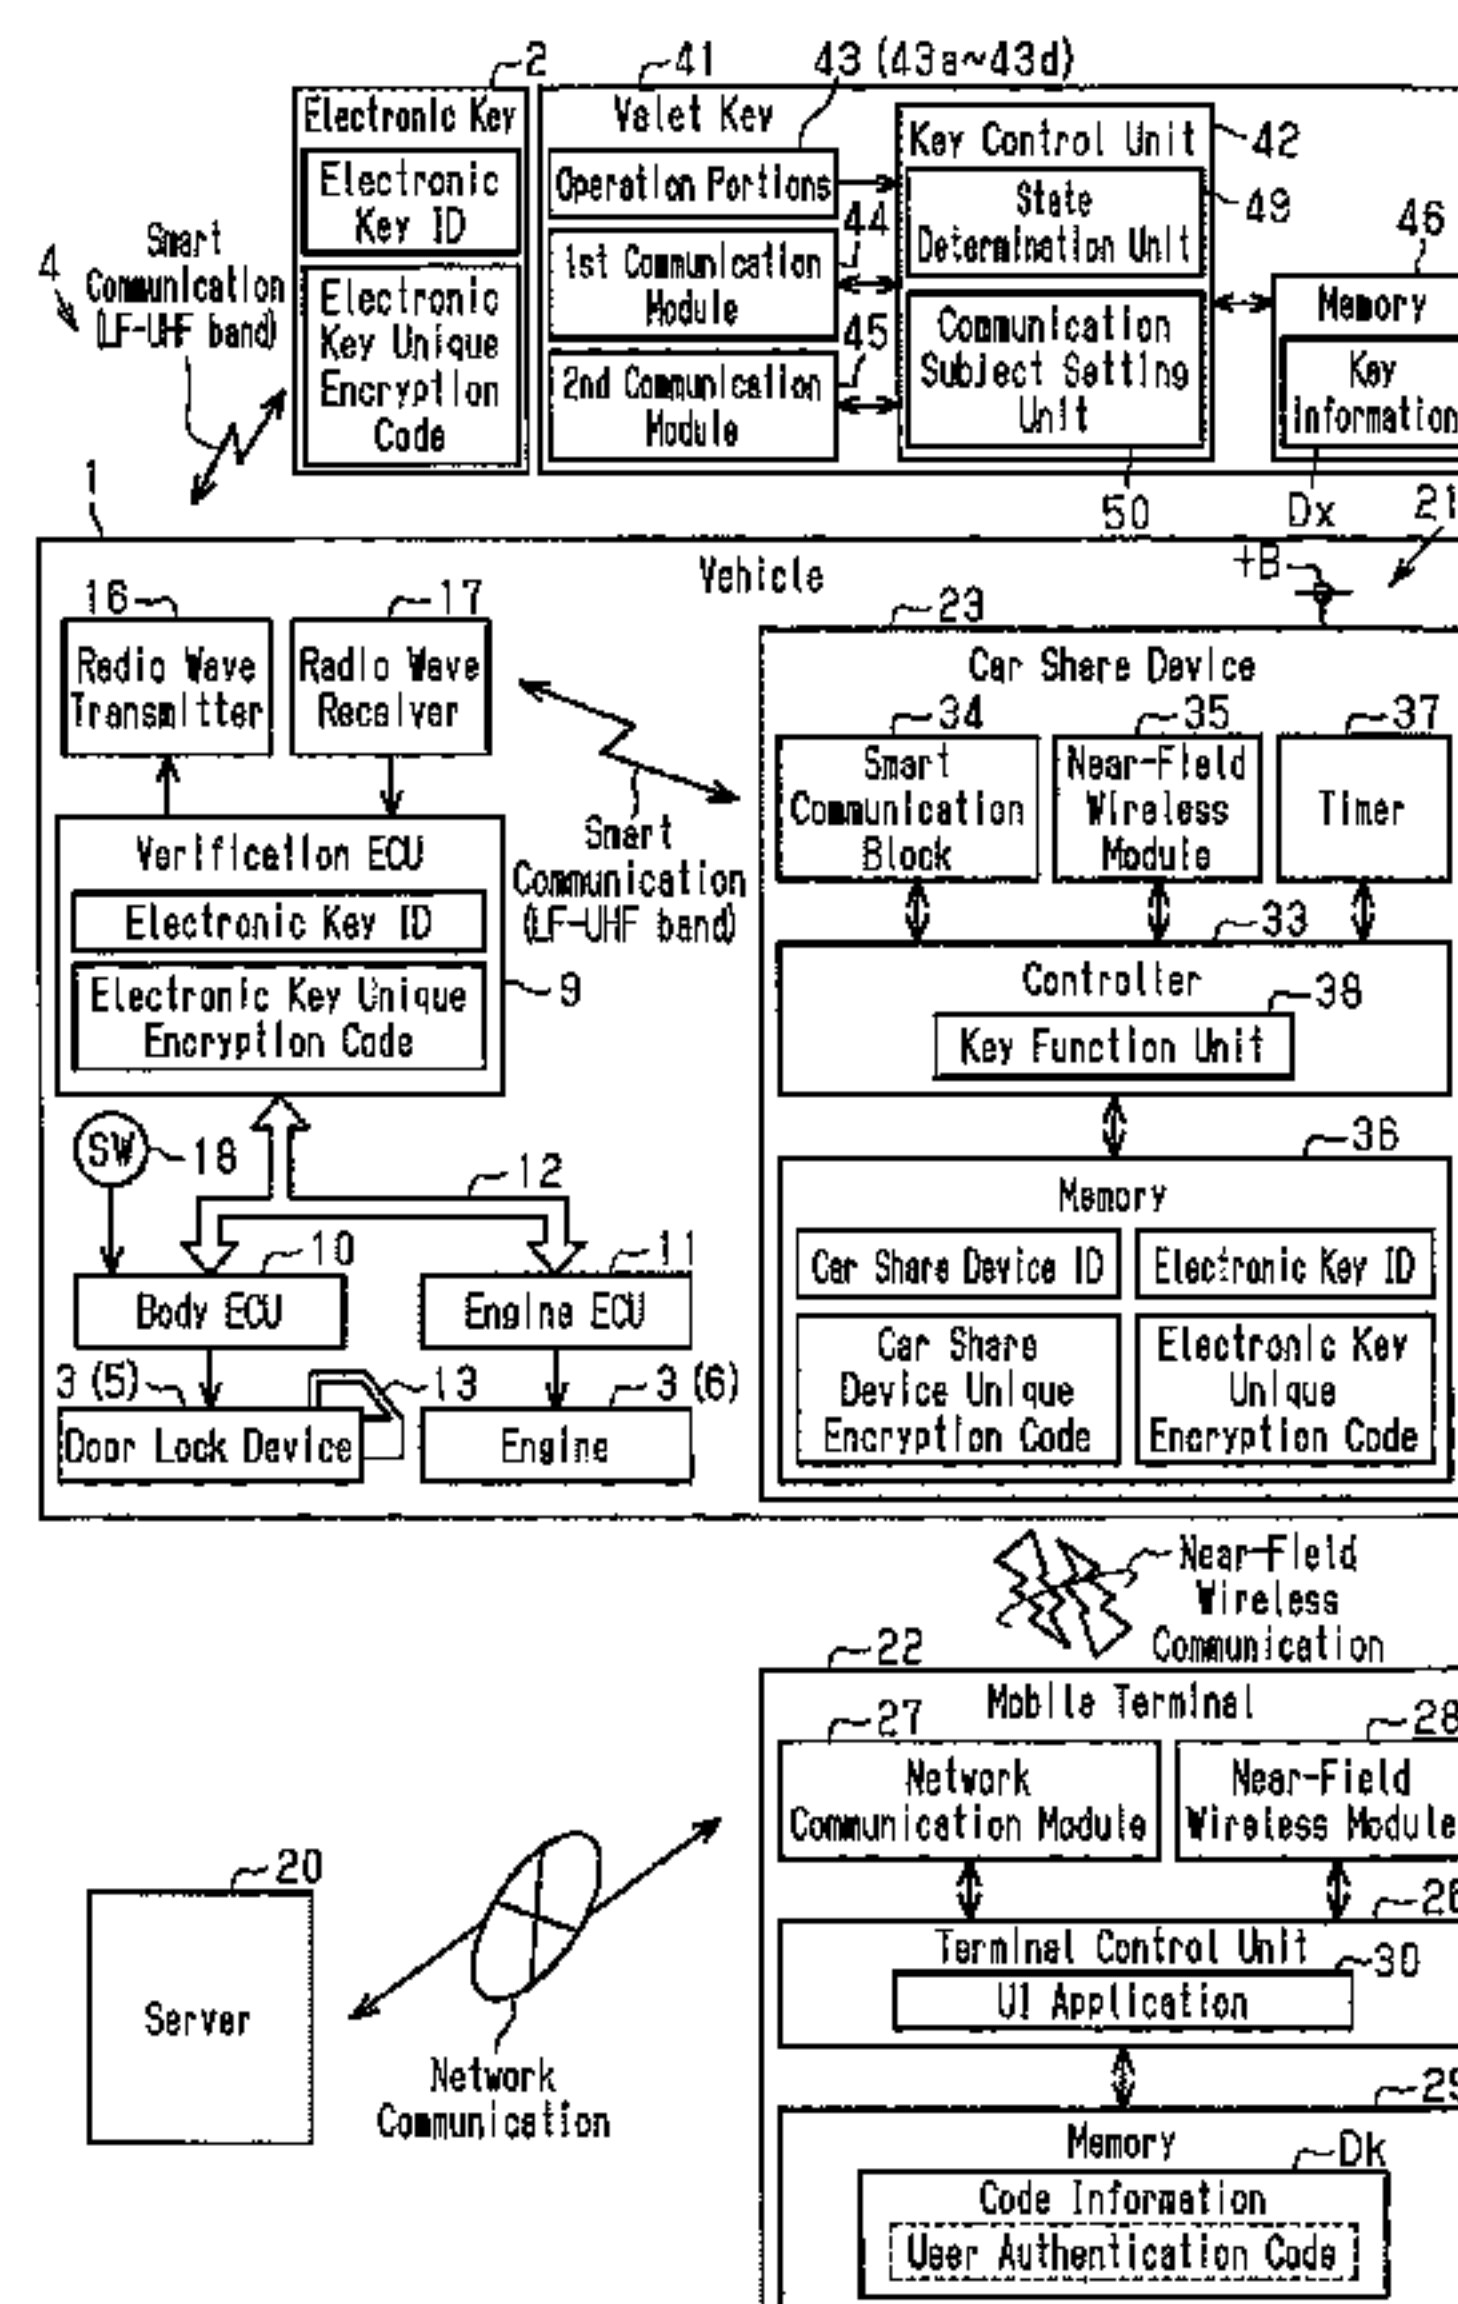 2
41
43 (43a~43d)
Electronic Key
Electronic
Key ID
Electronic
Key Unique
Encryption
Code
Valet Key
Operation Portions
44
1st Communication
Module
45
2nd Communication
Module
Key Control Unit
42
State
Determination Unit
49
Communication
Subject Setting
Unit
50
46
Memory
Key
Information
Dx
21
4
Smart
Communication
(LF-UHF band)
1
Vehicle
+B
16
17
Radio Wave
Transmitter
Radio Wave
Receiver
Smart
Communication
(LF-UHF band)
Verification ECU
Electronic Key ID
Electronic Key Unique
Encryption Code
9
SW
18
12
10
11
Body ECU
Engine ECU
3 (5)
13
3 (6)
Door Lock Device
Engine
23
Car Share Device
34
35
37
Smart
Communication
Block
Near-Field
Wireless
Module
Timer
33
Controller
38
Key Function Unit
36
Memory
Car Share Device ID
Electronic Key ID
Car Share
Device Unique
Encryption Code
Electronic Key
Unique
Encryption Code
Near-Field
Wireless
Communication
22
Mobile Terminal
27
28
Network
Communication Module
Near-Field
Wireless Module
26
Terminal Control Unit
30
UI Application
29
Memory
Dk
Code Information
User Authentication Code
20
Server
Network
Communication